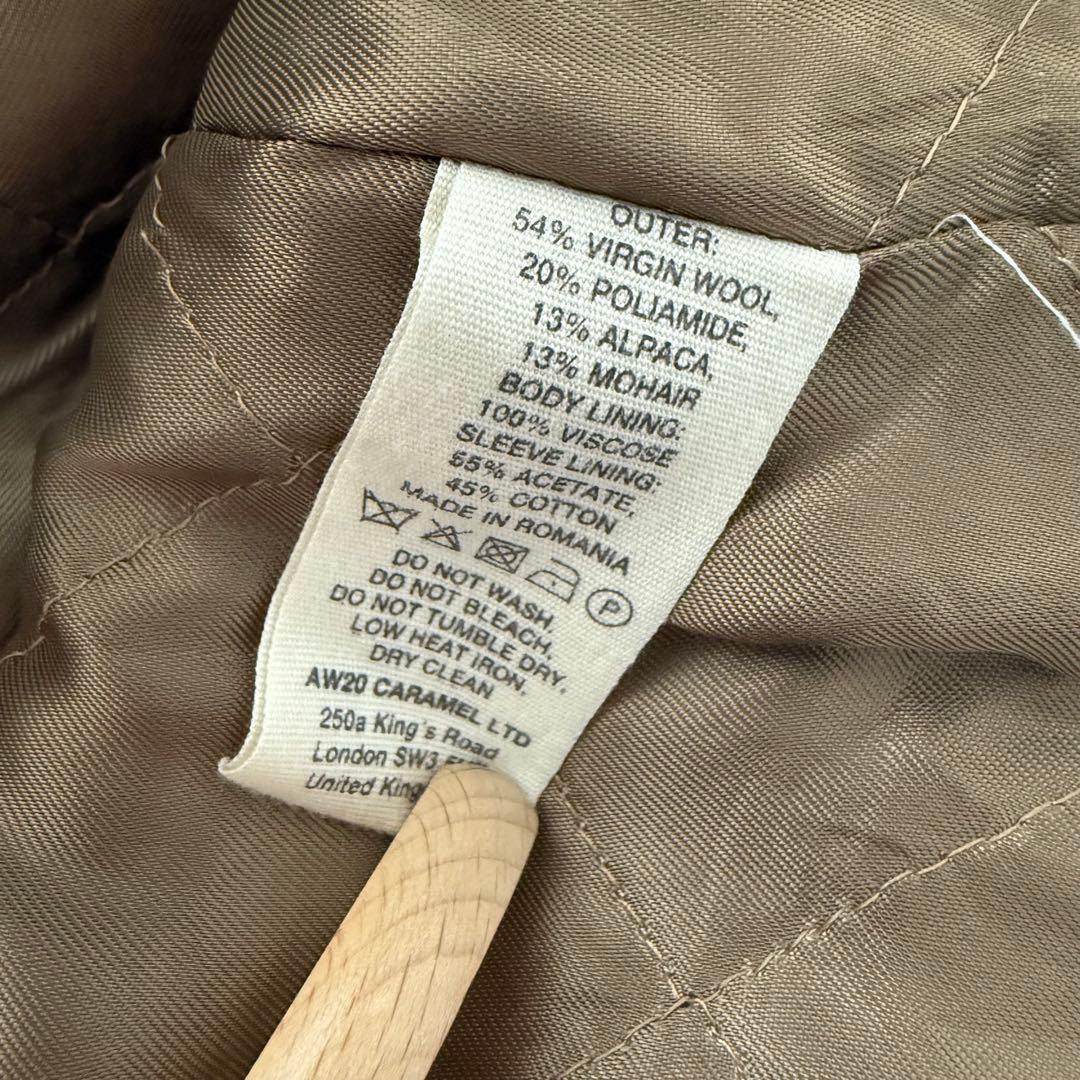 OUTER:
54% VIRGIN WOOL,
20% POLIAMIDE,
13% ALPACA,
13% MOHAIR
BODY LINING:
100% VISCOSE
SLEEVE LINING:
55% ACETATE,
45% COTTON
MADE IN ROMANIA
P
DO NOT WASH
DO NOT BLEACH,
DO NOT TUMBLE DRY,
LOW HEAT IRON,
DRY CLEAN
AW20 CARAMEL LTD
250a King's Road
London SW3
United